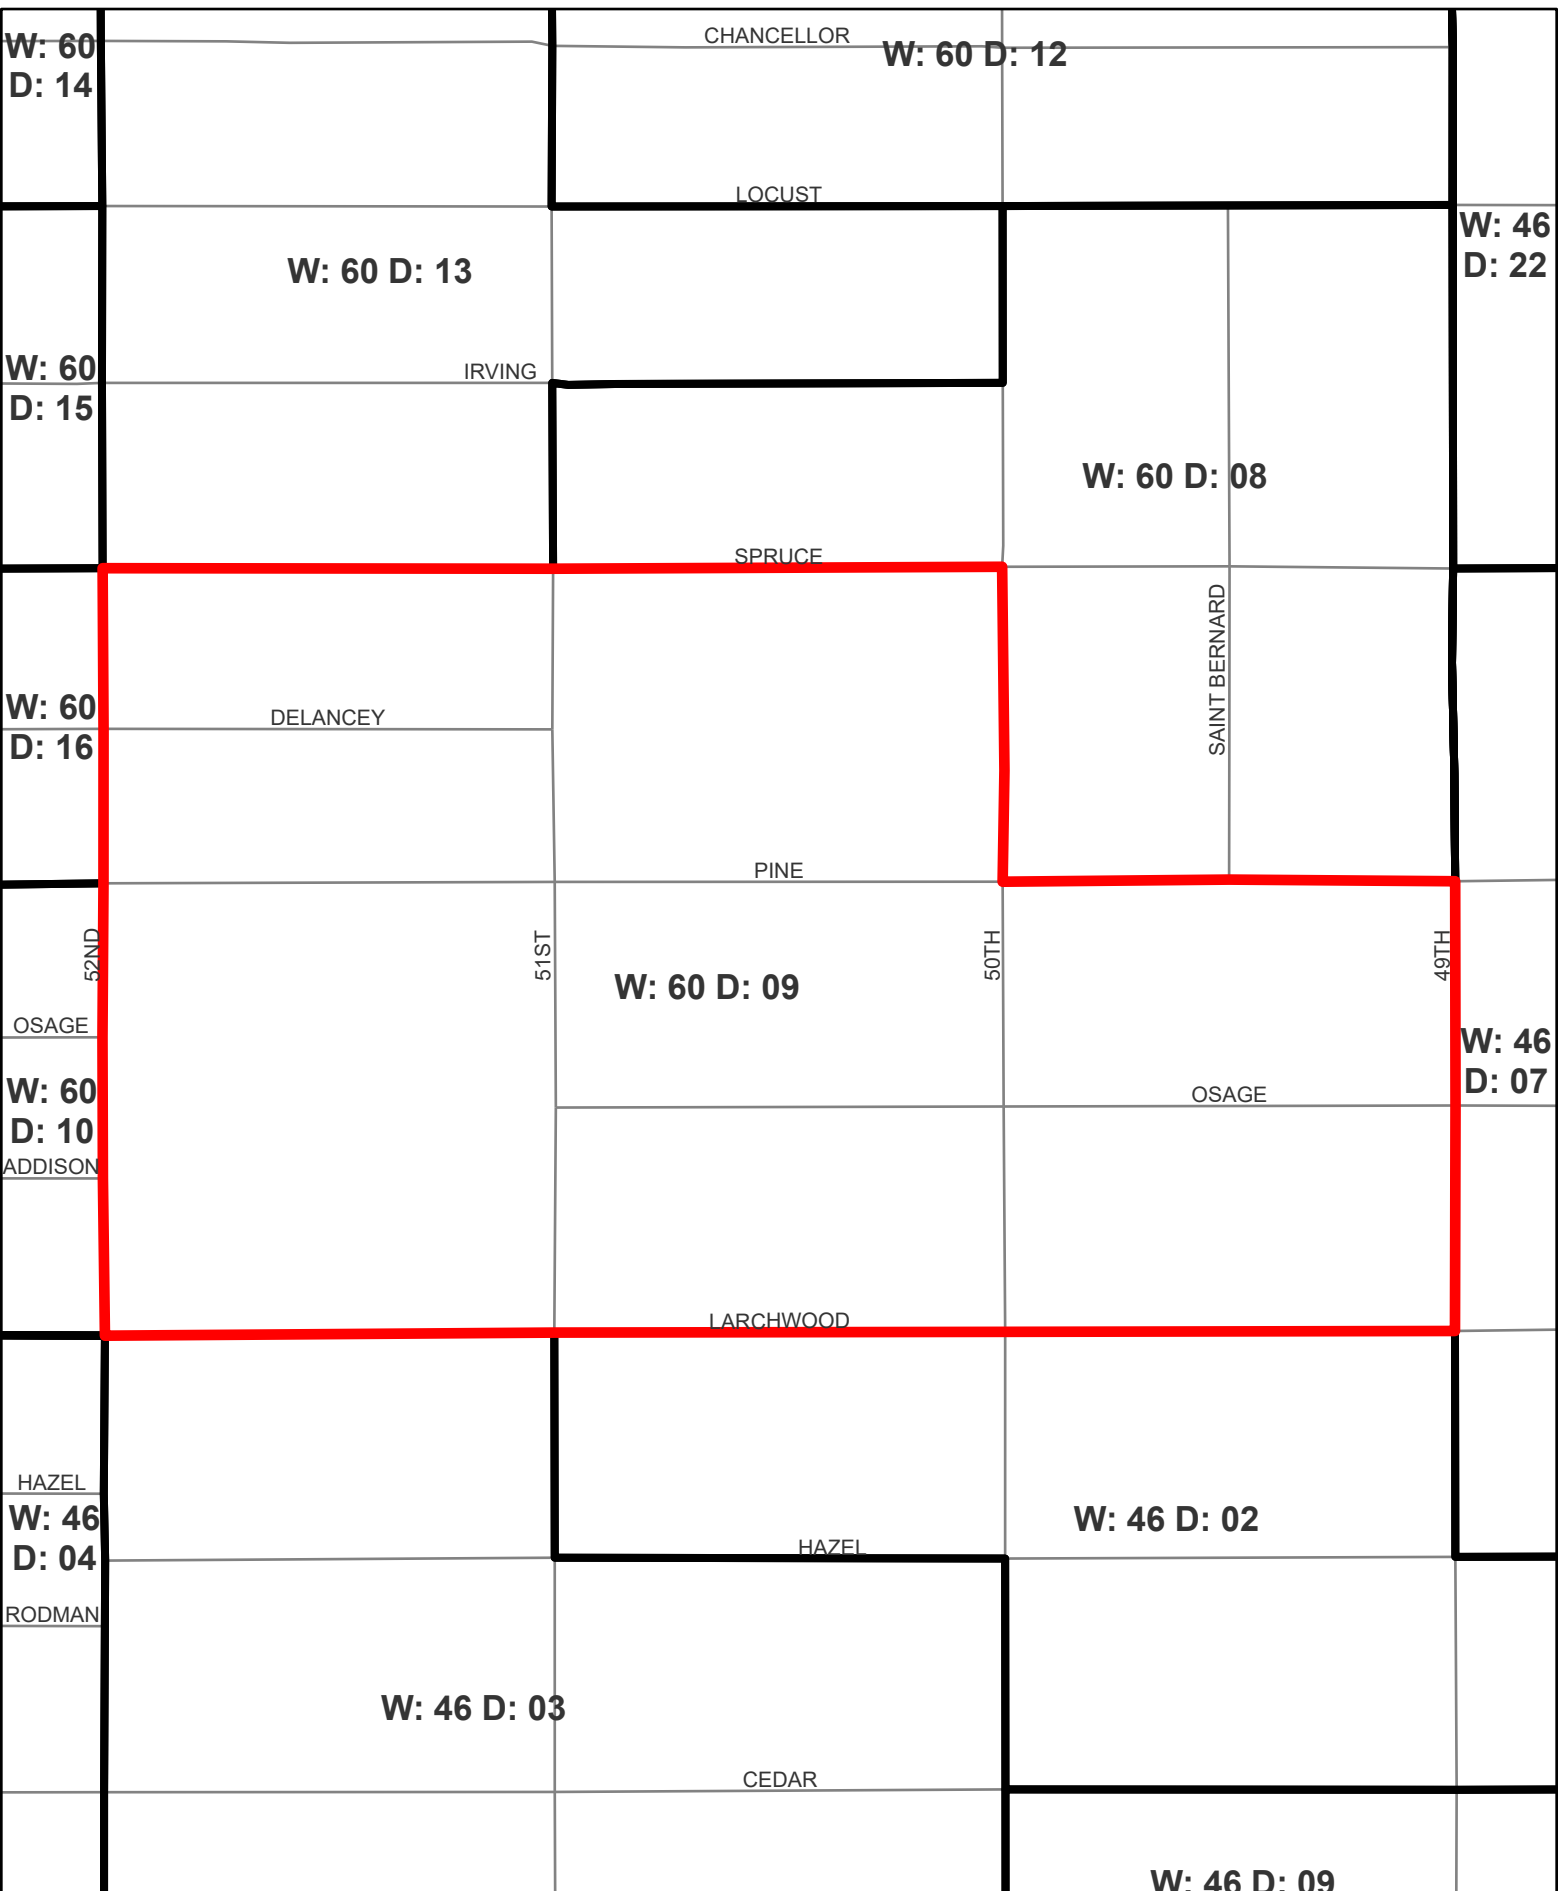 CHANCELLOR
W: 60
D: 14
W: 60 D: 12
LOCUST
W: 46
D: 22
W: 60 D: 13
W: 60
D: 15
IRVING
W: 60 D: 08
SPRUCE
SAINT BERNARD
W: 60
D: 16
DELANCEY
PINE
52ND
51ST
50TH
49TH
W: 60 D: 09
OSAGE
W: 46
D: 07
W: 60
D: 10
OSAGE
ADDISON
LARCHWOOD
HAZEL
W: 46
D: 04
W: 46 D: 02
HAZEL
RODMAN
W: 46 D: 03
CEDAR
W: 46 D: 09